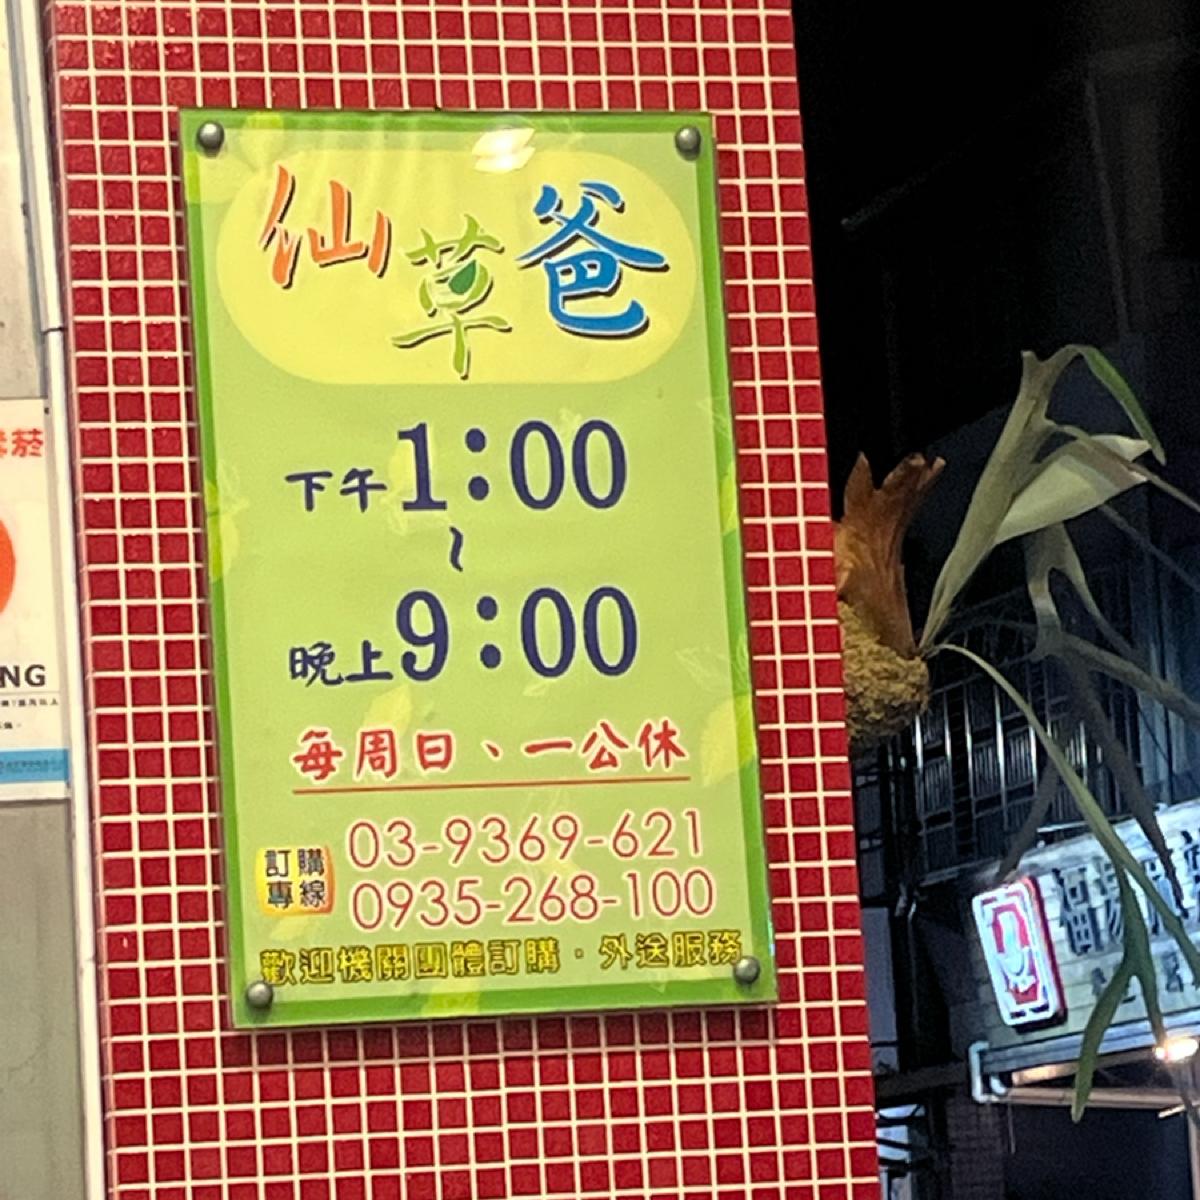 仙草爸
下午1:00
~
晚上9:00
每周日、一公休
訂購專線
03-9369-621
0935-268-100
歡迎機關團體訂購·外送服務
菸
NG